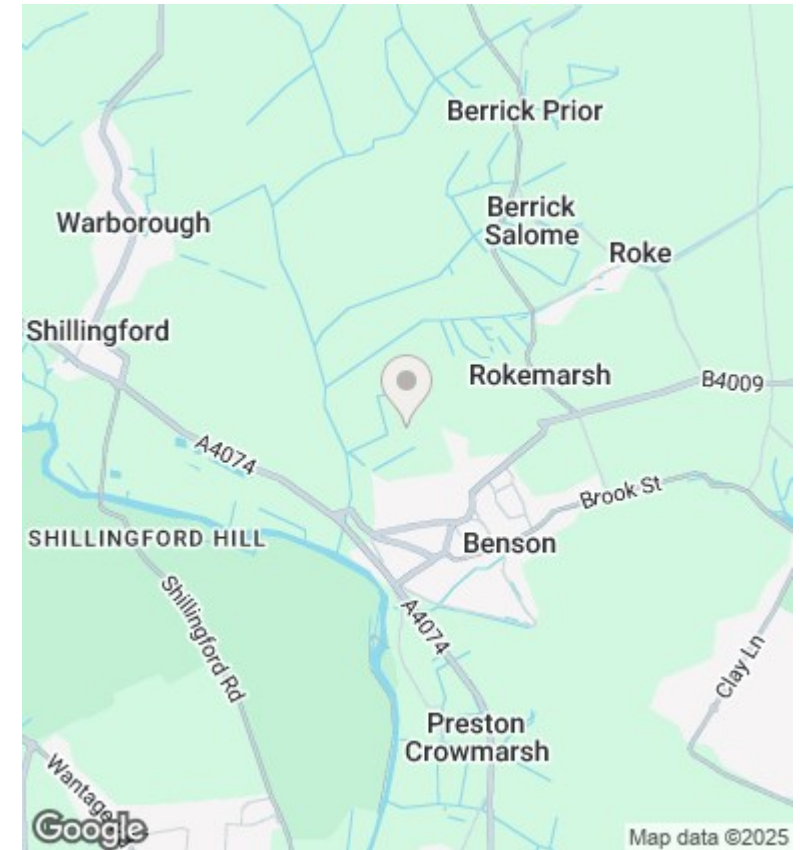 Berrick Prior
Berrick
Salome
Warborough
Roke
Shillingford
Rokemarsh
B4009
A4074
Brook St
SHILLINGFORD HILL
Benson
Shillingford Rd
A4074
Clay Ln
Preston
Crowmarsh
Wantage
Google
Map data ©2025